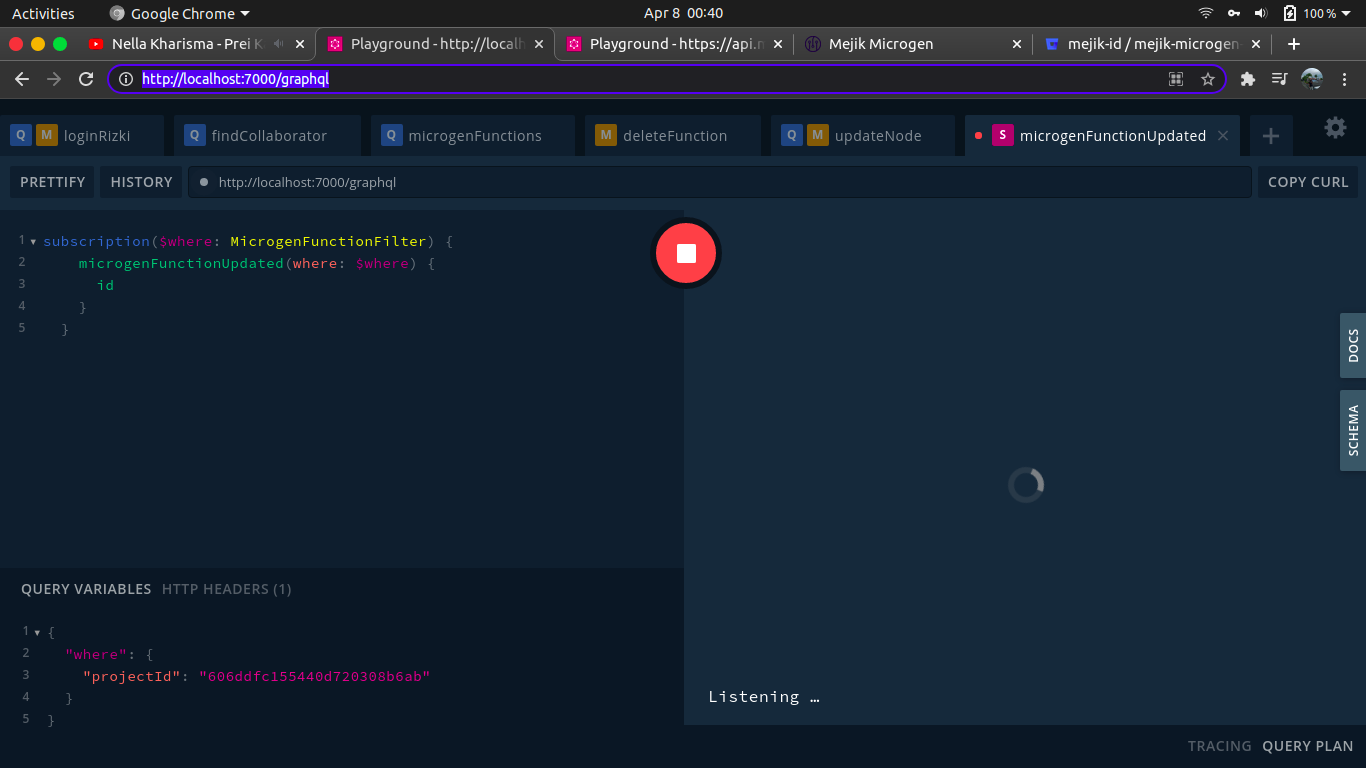 Activities Google Chrome Apr 8 00:40 100 %
Nella Kharisma - Prei K
Playground - http://localh
Playground - https://api.m
Mejik Microgen
mejik-id / mejik-microgen-
http://localhost:7000/graphql
Q M loginRizki
Q findCollaborator
Q microgenFunctions
M deleteFunction
Q M updateNode
S microgenFunctionUpdated
PRETTIFY HISTORY http://localhost:7000/graphql COPY CURL
1 subscription($where: MicrogenFunctionFilter) {
2 microgenFunctionUpdated(where: $where) {
3 id
4 }
5 }
DOCS
SCHEMA
QUERY VARIABLES HTTP HEADERS (1)
1 {
2 "where": {
3 "projectId": "606ddfc155440d720308b6ab"
4 }
5 }
Listening …
TRACING QUERY PLAN